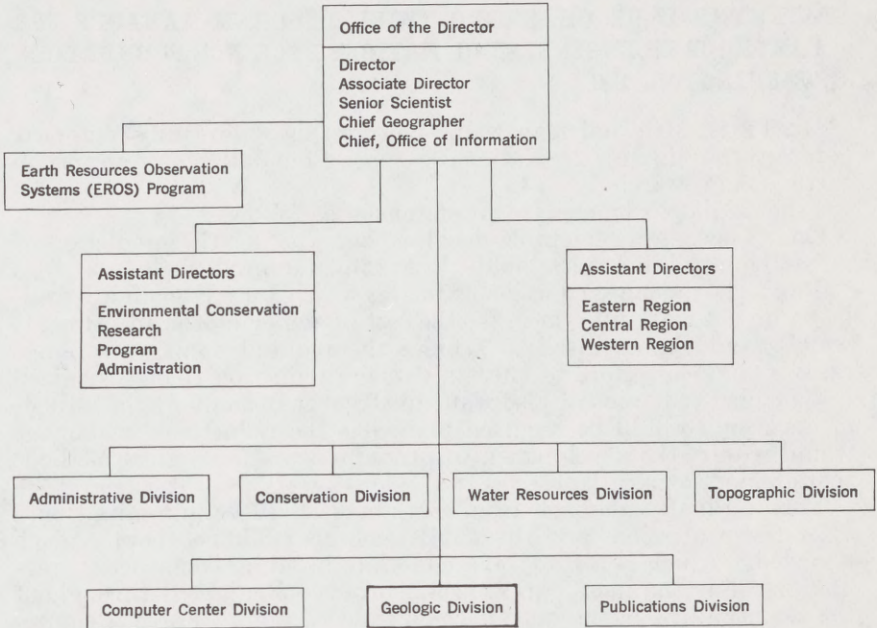 Office of the Director
Director
Associate Director
Senior Scientist
Chief Geographer
Chief, Office of Information
Earth Resources Observation
Systems (EROS) Program
Assistant Directors
Environmental Conservation
Research
Program
Administration
Assistant Directors
Eastern Region
Central Region
Western Region
Administrative Division
Conservation Division
Water Resources Division
Topographic Division
Computer Center Division
Geologic Division
Publications Division